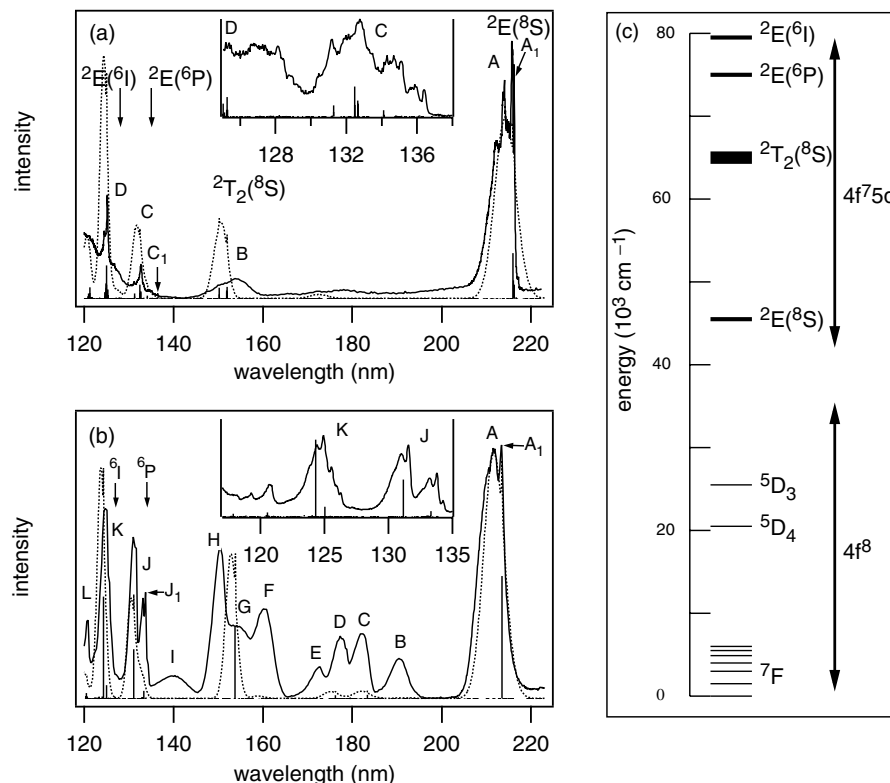 (a)
D
C
128
132
136
²E(⁸S)
A
A₁
²E(⁶I)
²E(⁶P)
D
C
C₁
²T₂(⁸S)
B
intensity
120
140
160
180
200
220
wavelength (nm)
(b)
K
J
120
125
130
135
A
A₁
⁶I
⁶P
K
J
J₁
L
I
H
G
F
E
D
C
B
intensity
120
140
160
180
200
220
wavelength (nm)
(c)
80
60
40
20
0
energy (10³ cm⁻¹)
²E(⁶I)
²E(⁶P)
²T₂(⁸S)
²E(⁸S)
⁵D₃
⁵D₄
⁷F
4f⁷5d
4f⁸